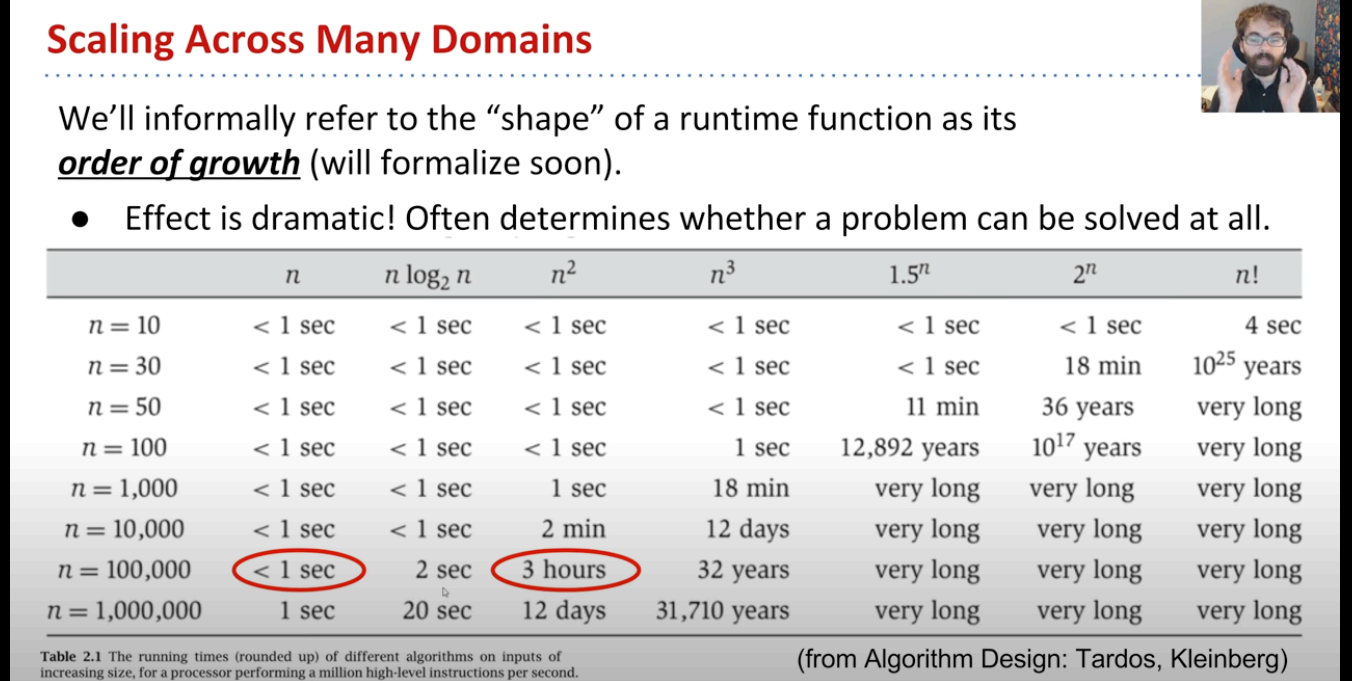 Scaling Across Many Domains
We'll informally refer to the “shape” of a runtime function as its
order of growth (will formalize soon).
● Effect is dramatic! Often determines whether a problem can be solved at all.
n n log₂ n n² n³ 1.5ⁿ 2ⁿ n!
n = 10 < 1 sec < 1 sec < 1 sec < 1 sec < 1 sec < 1 sec 4 sec
n = 30 < 1 sec < 1 sec < 1 sec < 1 sec < 1 sec 18 min 10²⁵ years
n = 50 < 1 sec < 1 sec < 1 sec < 1 sec 11 min 36 years very long
n = 100 < 1 sec < 1 sec < 1 sec 1 sec 12,892 years 10¹⁷ years very long
n = 1,000 < 1 sec < 1 sec 1 sec 18 min very long very long very long
n = 10,000 < 1 sec < 1 sec 2 min 12 days very long very long very long
n = 100,000 < 1 sec 2 sec 3 hours 32 years very long very long very long
n = 1,000,000 1 sec 20 sec 12 days 31,710 years very long very long very long
Table 2.1 The running times (rounded up) of different algorithms on inputs of
increasing size, for a processor performing a million high-level instructions per second.
(from Algorithm Design: Tardos, Kleinberg)